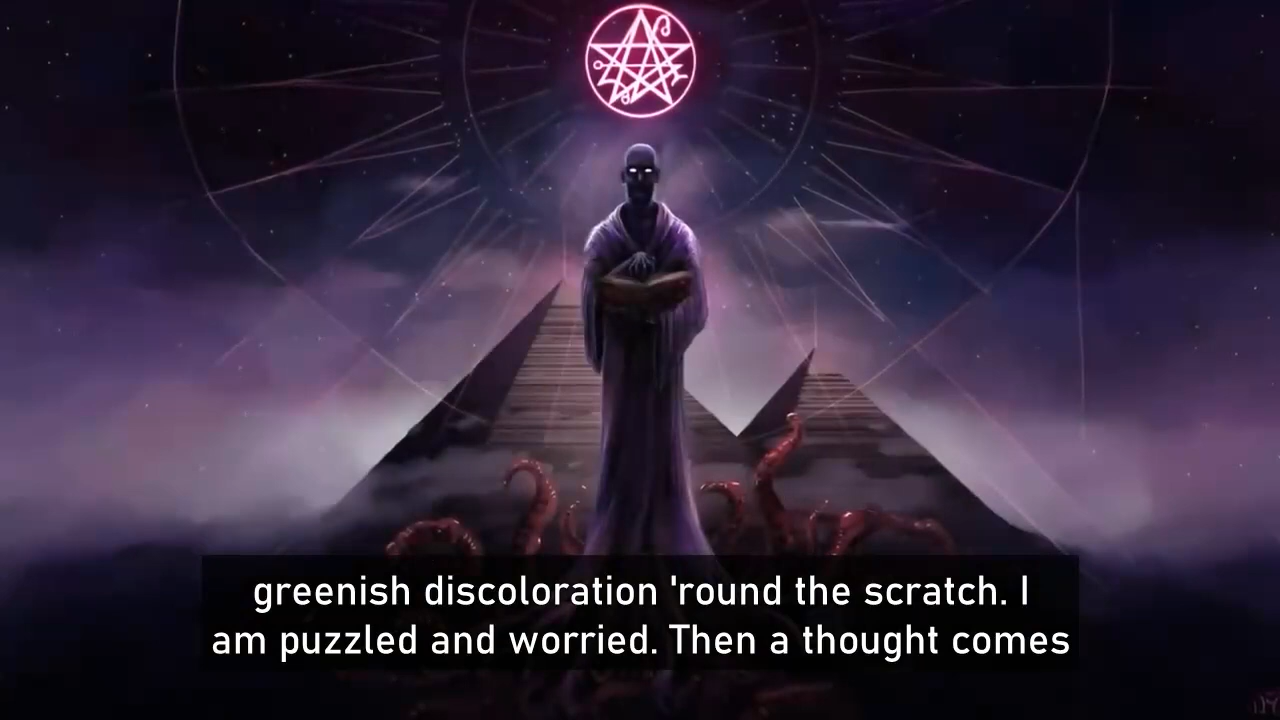 greenish discoloration 'round the scratch. I
am puzzled and worried. Then a thought comes